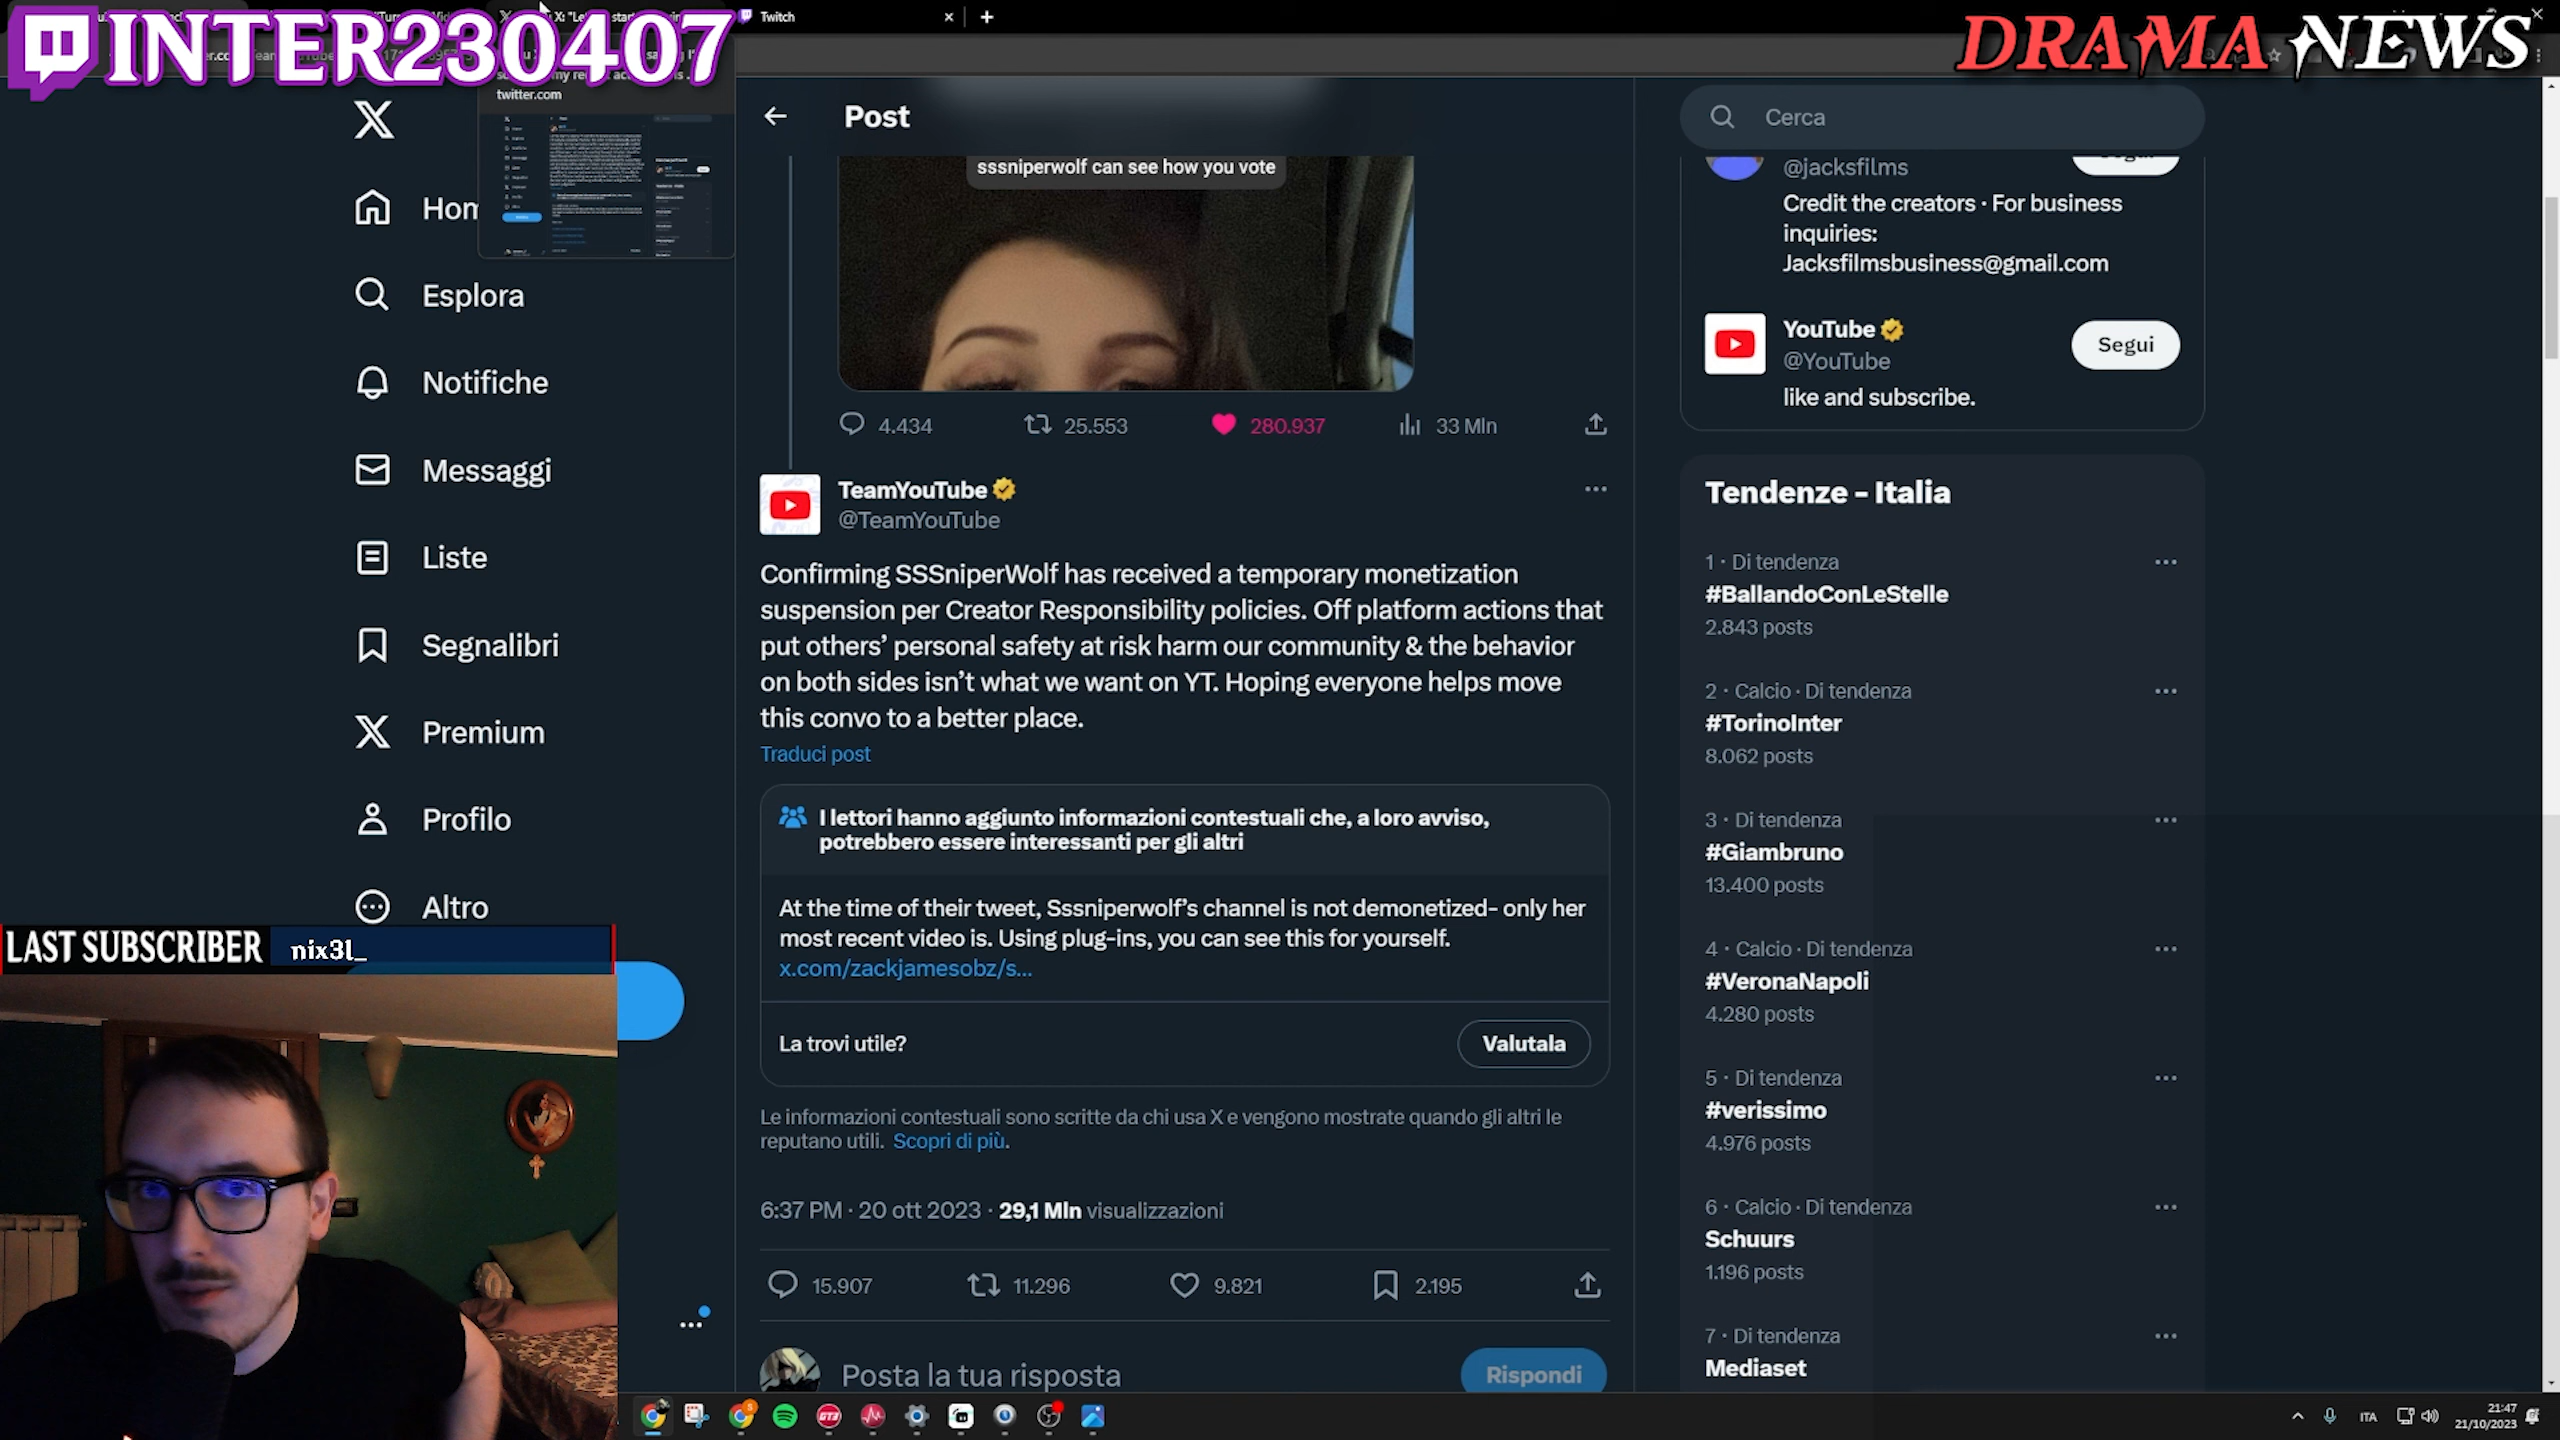 INTER230407
DRAMA NEWS
Twitch
twitter.com
Post
Cerca
sssniperwolf can see how you vote
@jacksfilms
Credit the creators · For business
inquiries:
Jacksfilmsbusiness@gmail.com
YouTube
@YouTube
Segui
like and subscribe.
Hom
Esplora
Notifiche
Messaggi
Liste
Segnalibri
Premium
Profilo
Altro
4.434
25.553
280.937
33 Mln
TeamYouTube
@TeamYouTube
Confirming SSSniperWolf has received a temporary monetization
suspension per Creator Responsibility policies. Off platform actions that
put others’ personal safety at risk harm our community & the behavior
on both sides isn’t what we want on YT. Hoping everyone helps move
this convo to a better place.
Traduci post
I lettori hanno aggiunto informazioni contestuali che, a loro avviso,
potrebbero essere interessanti per gli altri
At the time of their tweet, Sssniperwolf’s channel is not demonetized- only her
most recent video is. Using plug-ins, you can see this for yourself.
x.com/zackjamesobz/s...
La trovi utile?
Valutala
Le informazioni contestuali sono scritte da chi usa X e vengono mostrate quando gli altri le
reputano utili. Scopri di più.
6:37 PM · 20 ott 2023 · 29,1 Mln visualizzazioni
15.907
11.296
9.821
2.195
Posta la tua risposta
Rispondi
Tendenze – Italia
1 · Di tendenza
#BallandoConLeStelle
2.843 posts
2 · Calcio · Di tendenza
#TorinoInter
8.062 posts
3 · Di tendenza
#Giambruno
13.400 posts
4 · Calcio · Di tendenza
#VeronaNapoli
4.280 posts
5 · Di tendenza
#verissimo
4.976 posts
6 · Calcio · Di tendenza
Schuurs
1.196 posts
7 · Di tendenza
Mediaset
LAST SUBSCRIBER
nix3l_
ITA
21:47
21/10/2023